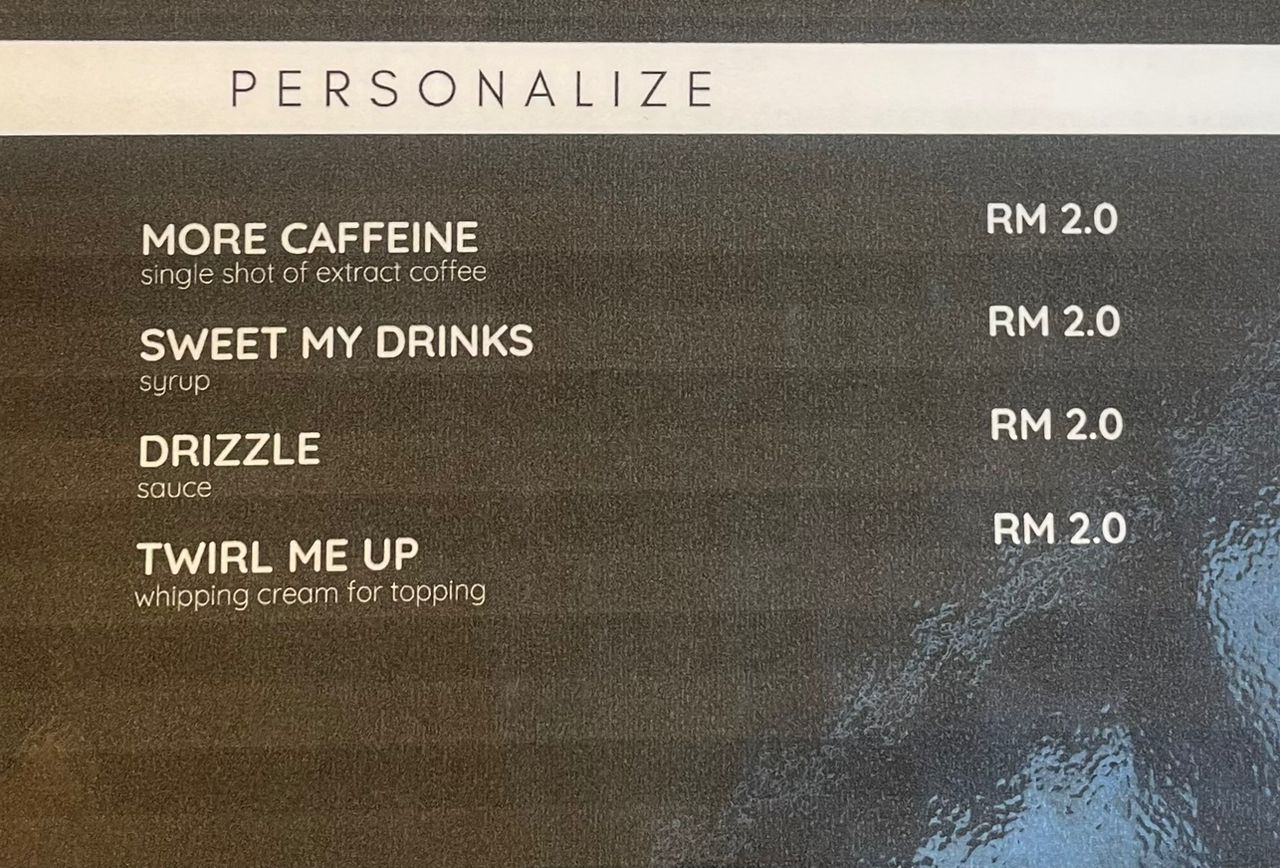 PERSONALIZE
MORE CAFFEINE RM 2.0
single shot of extract coffee
SWEET MY DRINKS RM 2.0
syrup
DRIZZLE RM 2.0
sauce
TWIRL ME UP RM 2.0
whipping cream for topping